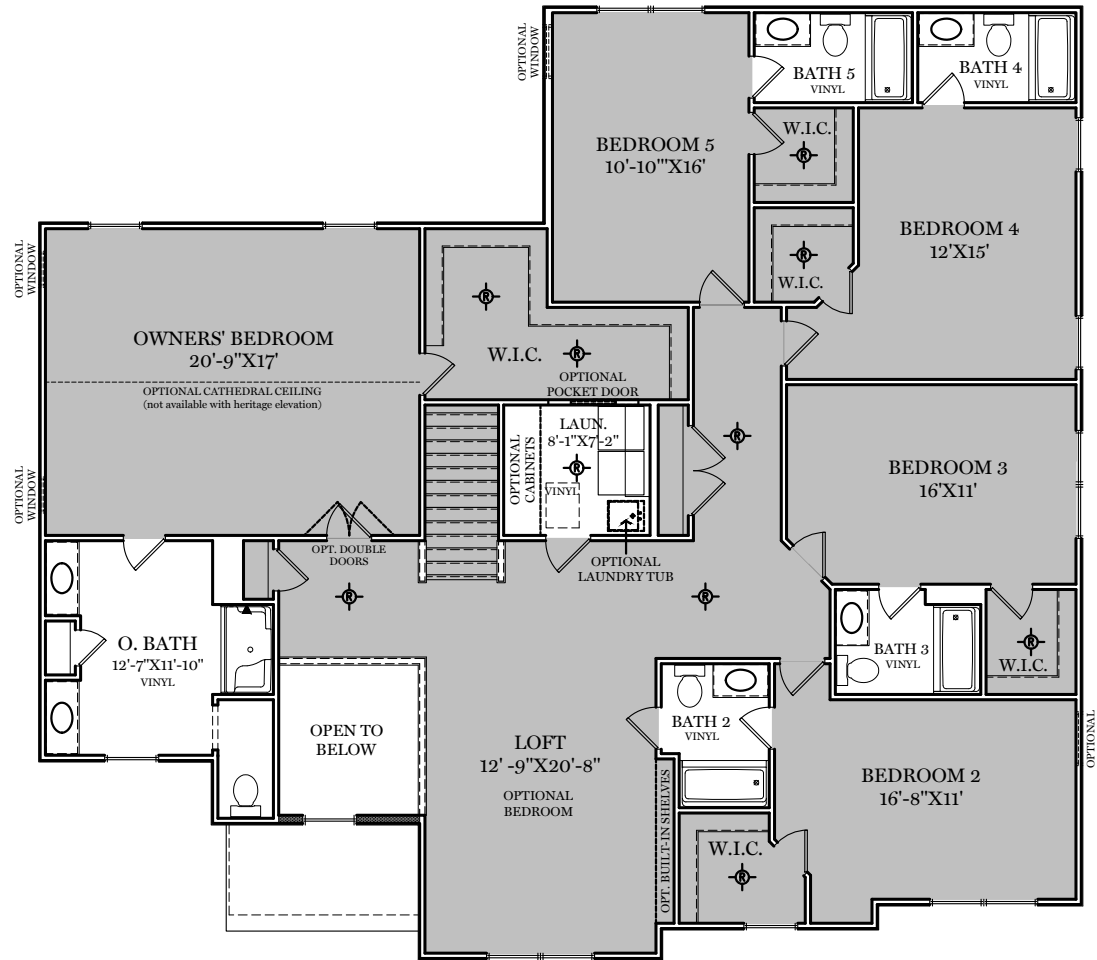 OPTIONAL
WINDOW
BATH 5
VINYL
BATH 4
VINYL
BEDROOM 5
10'-10"'X16'
W.I.C.
R
BEDROOM 4
12'X15'
R
W.I.C.
OPTIONAL
WINDOW
OWNERS' BEDROOM
20'-9"X17'
OPTIONAL CATHEDRAL CEILING
(not available with heritage elevation)
R
W.I.C.
R
OPTIONAL
POCKET DOOR
LAUN.
8'-1"X7'-2"
R
VINYL
OPTIONAL
CABINETS
R
BEDROOM 3
16'X11'
OPTIONAL
WINDOW
OPT. DOUBLE
DOORS
OPTIONAL
LAUNDRY TUB
R
R
O. BATH
12'-7"X11'-10"
VINYL
BATH 3
VINYL
R
W.I.C.
OPEN TO
BELOW
LOFT
12' -9"X20'-8"
OPTIONAL
BEDROOM
BATH 2
VINYL
OPTIONAL
BEDROOM 2
16'-8"X11'
OPT. BUILT-IN SHELVES
W.I.C.
R